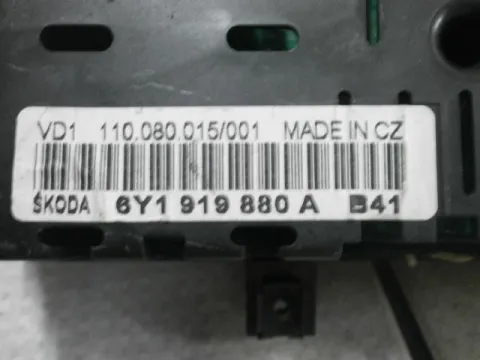 VD1 110.080.015/001 MADE IN CZ
ŠKODA 6Y1 919 880 A B41